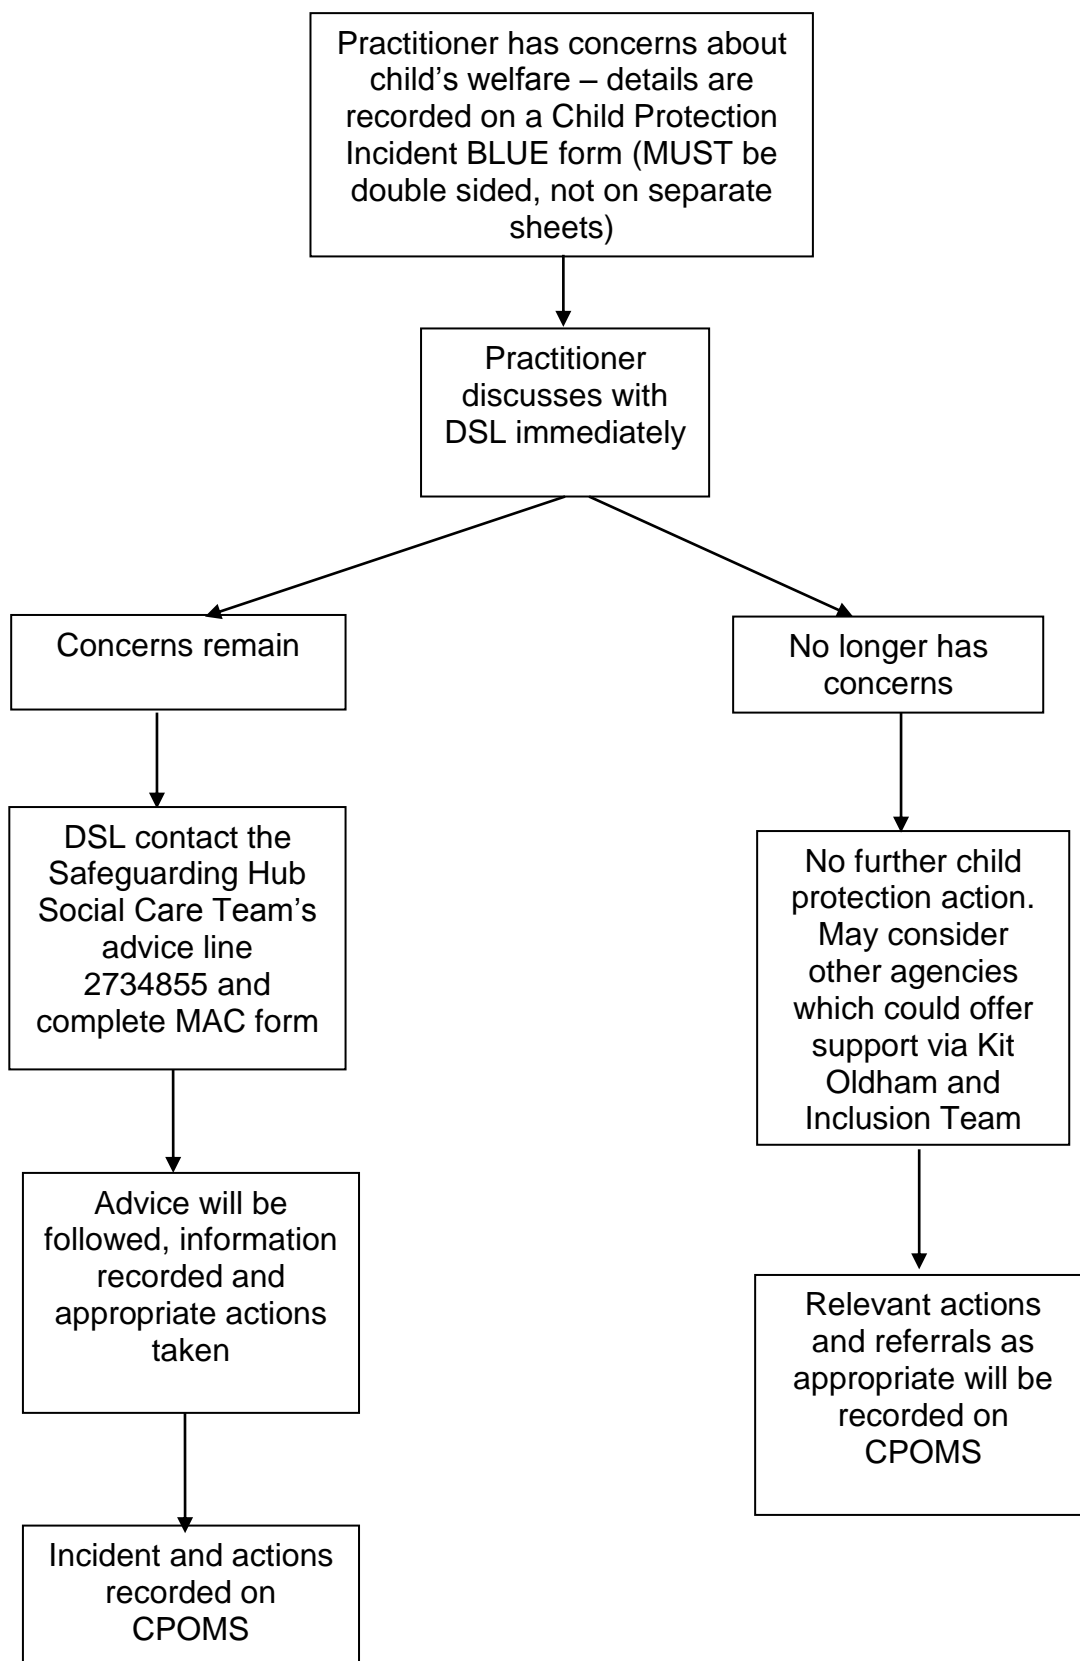 Practitioner has concerns about
child’s welfare – details are
recorded on a Child Protection
Incident BLUE form (MUST be
double sided, not on separate
sheets)
Practitioner
discusses with
DSL immediately
Concerns remain
No longer has
concerns
DSL contact the
Safeguarding Hub
Social Care Team’s
advice line
2734855 and
complete MAC form
No further child
protection action.
May consider
other agencies
which could offer
support via Kit
Oldham and
Inclusion Team
Advice will be
followed, information
recorded and
appropriate actions
taken
Relevant actions
and referrals as
appropriate will be
recorded on
CPOMS
Incident and actions
recorded on
CPOMS